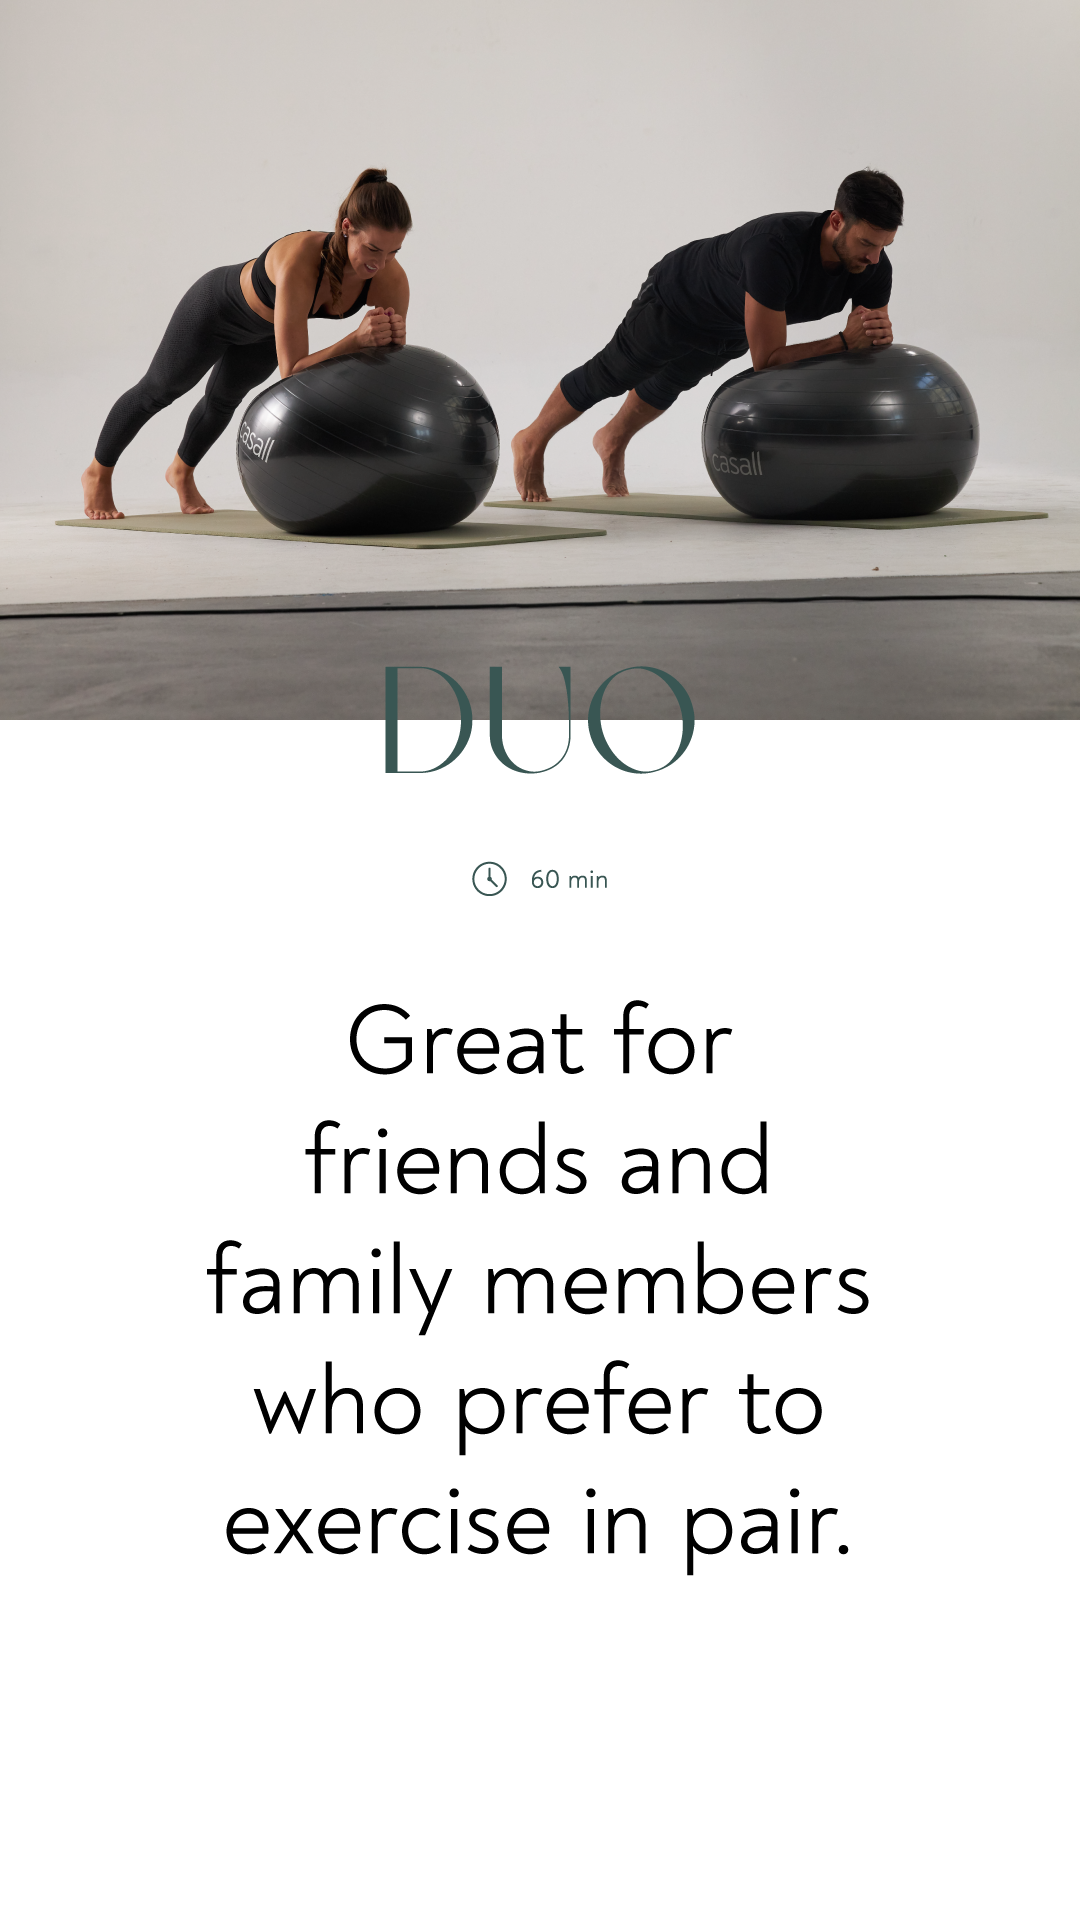 casall
casall
DUO
60 min
Great for
friends and
family members
who prefer to
exercise in pair.